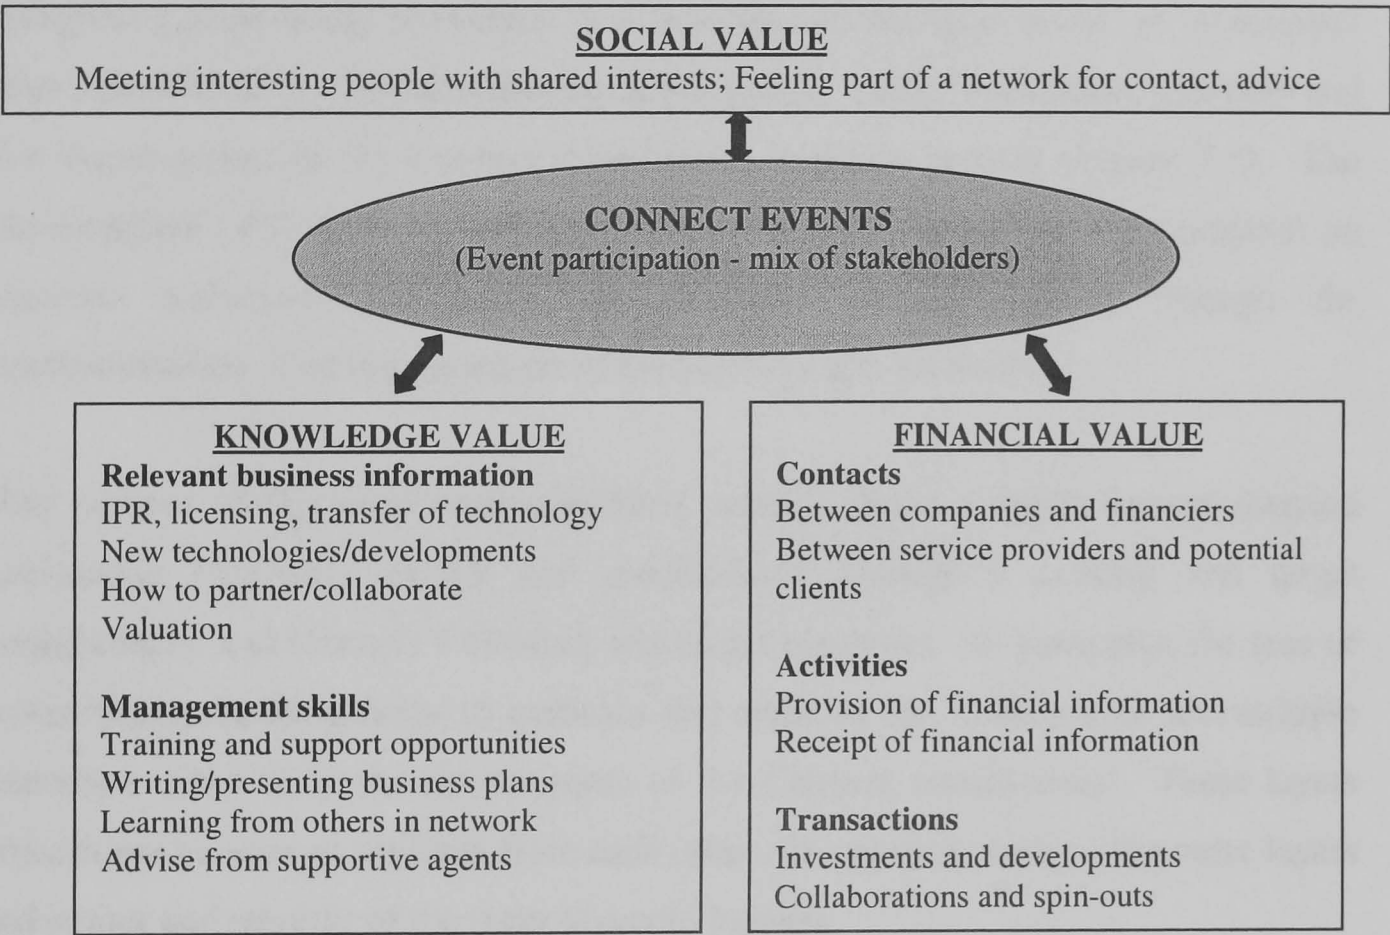 SOCIAL VALUE
Meeting interesting people with shared interests; Feeling part of a network for contact, advice
CONNECT EVENTS
(Event participation - mix of stakeholders)
KNOWLEDGE VALUE
Relevant business information
IPR, licensing, transfer of technology
New technologies/developments
How to partner/collaborate
Valuation
Management skills
Training and support opportunities
Writing/presenting business plans
Learning from others in network
Advise from supportive agents
FINANCIAL VALUE
Contacts
Between companies and financiers
Between service providers and potential
clients
Activities
Provision of financial information
Receipt of financial information
Transactions
Investments and developments
Collaborations and spin-outs